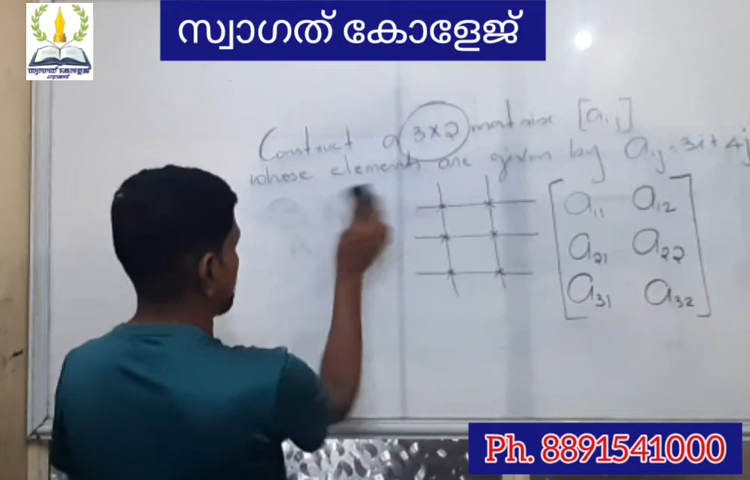 സ്വാഗത് കോളേജ്
സ്വാഗത് കോളേജ്
Construct a 3×2 matrix [aij]
whose elements are given by aij = 3i + 4j
a11 a12
a21 a22
a31 a32
Ph. 8891541000